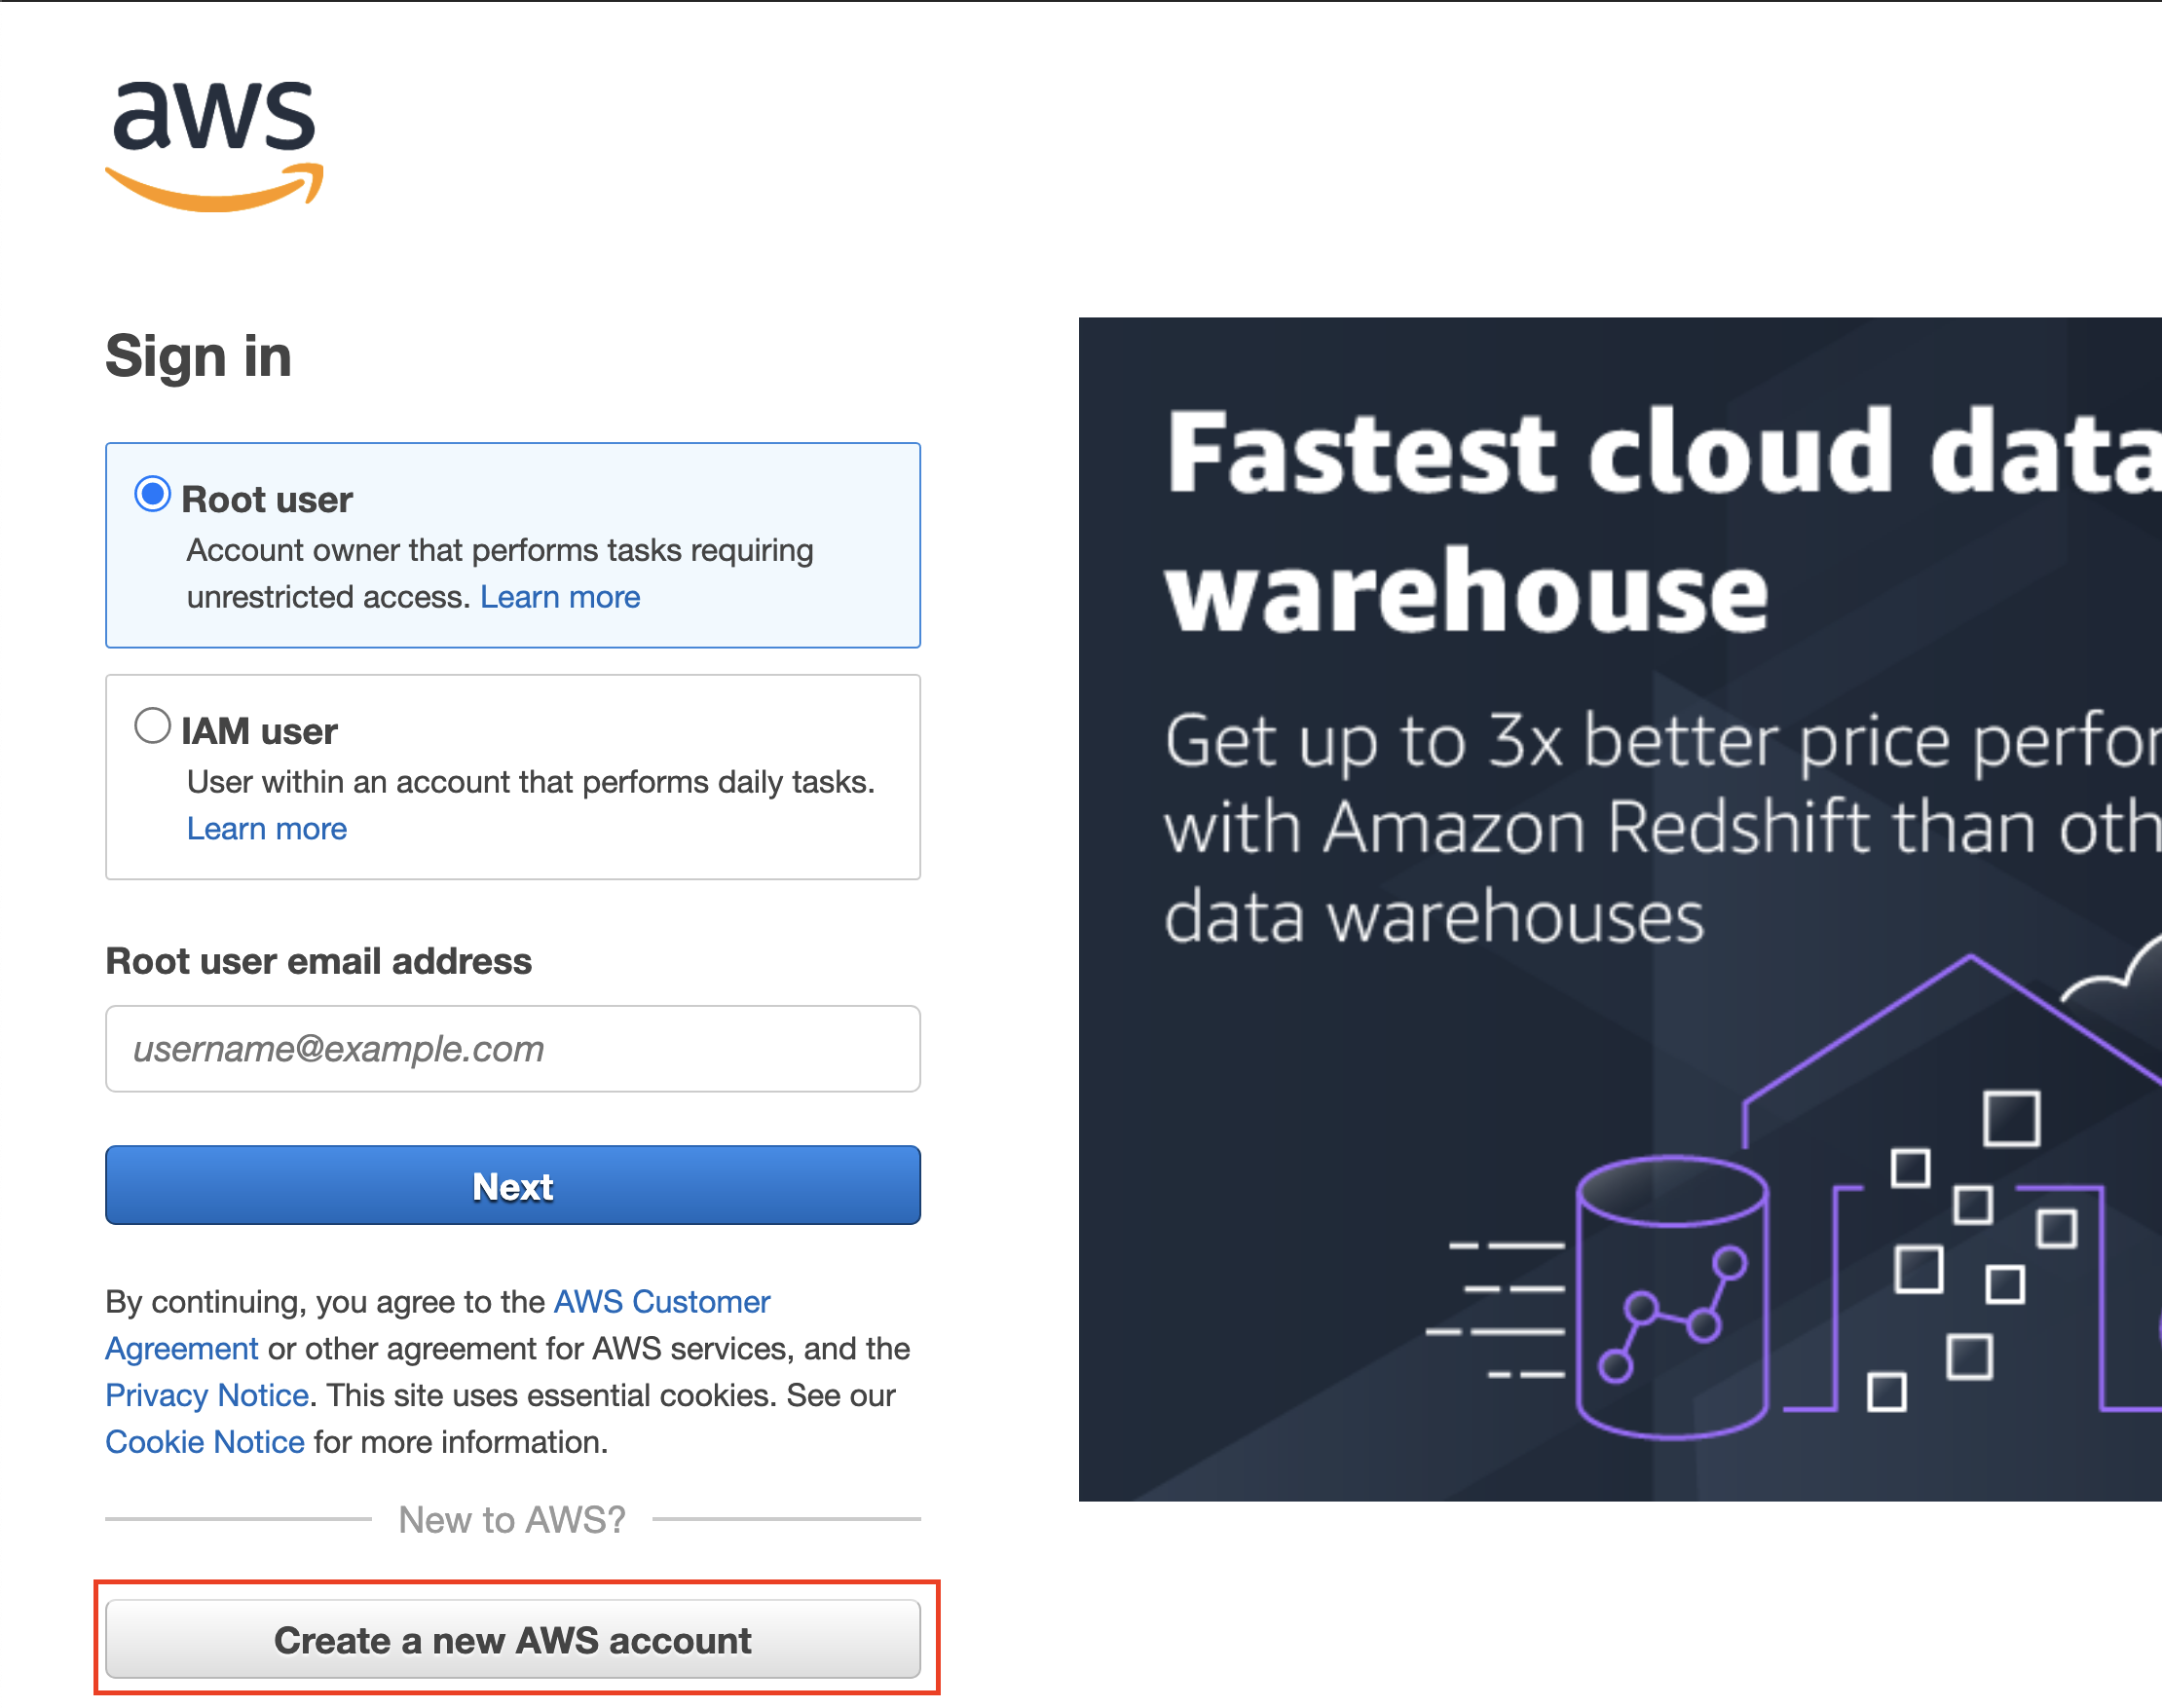 aws
Sign in
Root user
Account owner that performs tasks requiring
unrestricted access. Learn more
IAM user
User within an account that performs daily tasks.
Learn more
Root user email address
username@example.com
Next
By continuing, you agree to the AWS Customer
Agreement or other agreement for AWS services, and the
Privacy Notice. This site uses essential cookies. See our
Cookie Notice for more information.
New to AWS?
Create a new AWS account
Fastest cloud data
warehouse
Get up to 3x better price
with Amazon Redshift than
data warehouses